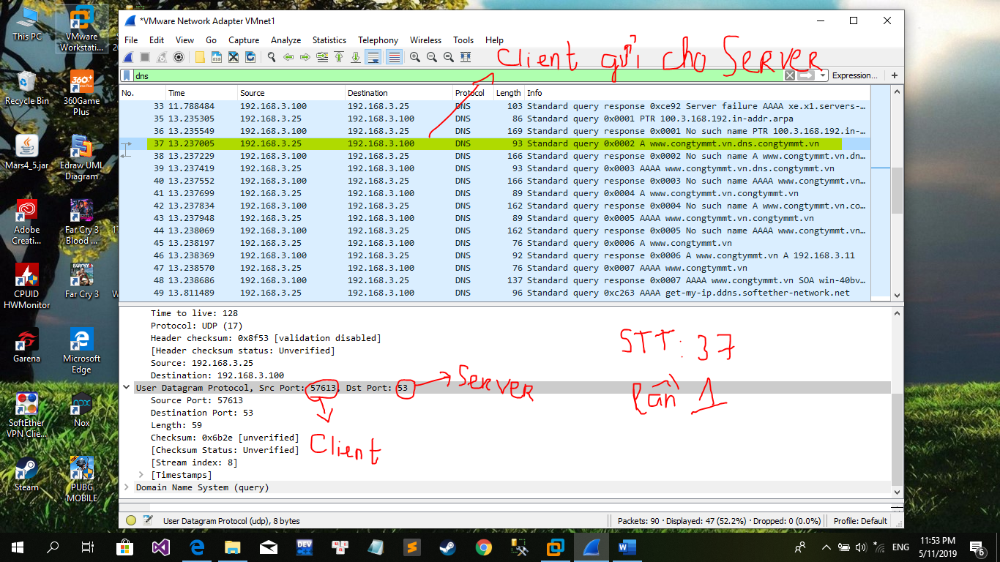 This PC
VMware Workstati...
Recycle Bin
360Game Plus
Mars4_5.jar
Edraw UML Diagram
Adobe Creati...
Far Cry 3 Blood ...
CPUID HWMonitor
Far Cry 3
Garena
Microsoft Edge
SoftEther VPN Clie...
Nox
Steam
PUBG MOBILE
*VMware Network Adapter VMnet1
File Edit View Go Capture Analyze Statistics Telephony Wireless Tools Help
Client gửi cho Server
dns Expression... +
No. Time Source Destination Protocol Length Info
33 11.788484 192.168.3.100 192.168.3.25 DNS 103 Standard query response 0xce92 Server failure AAAA xe.x1.servers-...
35 13.235305 192.168.3.25 192.168.3.100 DNS 86 Standard query 0x0001 PTR 100.3.168.192.in-addr.arpa
36 13.235549 192.168.3.100 192.168.3.25 DNS 169 Standard query response 0x0001 No such name PTR 100.3.168.192.in-...
37 13.237005 192.168.3.25 192.168.3.100 DNS 93 Standard query 0x0002 A www.congtymmt.vn.dns.congtymmt.vn
38 13.237229 192.168.3.100 192.168.3.25 DNS 166 Standard query response 0x0002 No such name A www.congtymmt.vn.dn...
39 13.237419 192.168.3.25 192.168.3.100 DNS 93 Standard query 0x0003 AAAA www.congtymmt.vn.dns.congtymmt.vn
40 13.237552 192.168.3.100 192.168.3.25 DNS 166 Standard query response 0x0003 No such name AAAA www.congtymmt.vn...
41 13.237699 192.168.3.25 192.168.3.100 DNS 89 Standard query 0x0004 A www.congtymmt.vn.congtymmt.vn
42 13.237834 192.168.3.100 192.168.3.25 DNS 162 Standard query response 0x0004 No such name A www.congtymmt.vn.co...
43 13.237948 192.168.3.25 192.168.3.100 DNS 89 Standard query 0x0005 AAAA www.congtymmt.vn.congtymmt.vn
44 13.238069 192.168.3.100 192.168.3.25 DNS 162 Standard query response 0x0005 No such name AAAA www.congtymmt.vn...
45 13.238197 192.168.3.25 192.168.3.100 DNS 76 Standard query 0x0006 A www.congtymmt.vn
46 13.238369 192.168.3.100 192.168.3.25 DNS 92 Standard query response 0x0006 A www.congtymmt.vn A 192.168.3.11
47 13.238570 192.168.3.25 192.168.3.100 DNS 76 Standard query 0x0007 AAAA www.congtymmt.vn
48 13.238686 192.168.3.100 192.168.3.25 DNS 137 Standard query response 0x0007 AAAA www.congtymmt.vn SOA win-40bv...
49 13.811489 192.168.3.25 192.168.3.100 DNS 96 Standard query 0xc263 AAAA get-my-ip.ddns.softether-network.net
Time to live: 128
Protocol: UDP (17)
Header checksum: 0x8f53 [validation disabled]
[Header checksum status: Unverified]
Source: 192.168.3.25
Destination: 192.168.3.100
User Datagram Protocol, Src Port: 57613, Dst Port: 53
Source Port: 57613
Destination Port: 53
Length: 59
Checksum: 0x6b2e [unverified]
[Checksum Status: Unverified]
[Stream index: 8]
[Timestamps]
Domain Name System (query)
STT: 37
lần 1
Server
Client
User Datagram Protocol (udp), 8 bytes Packets: 90 · Displayed: 47 (52.2%) · Dropped: 0 (0.0%) Profile: Default
DEV
ENG
11:53 PM
5/11/2019
6